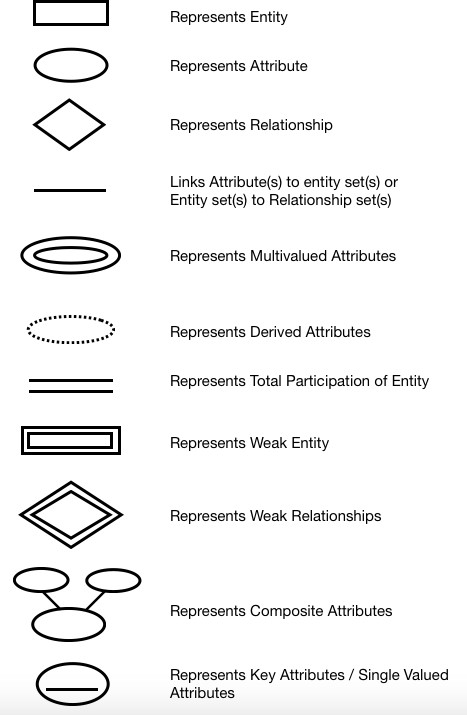 Represents Entity
Represents Attribute
Represents Relationship
Links Attribute(s) to entity set(s) or
Entity set(s) to Relationship set(s)
Represents Multivalued Attributes
Represents Derived Attributes
Represents Total Participation of Entity
Represents Weak Entity
Represents Weak Relationships
Represents Composite Attributes
Represents Key Attributes / Single Valued
Attributes